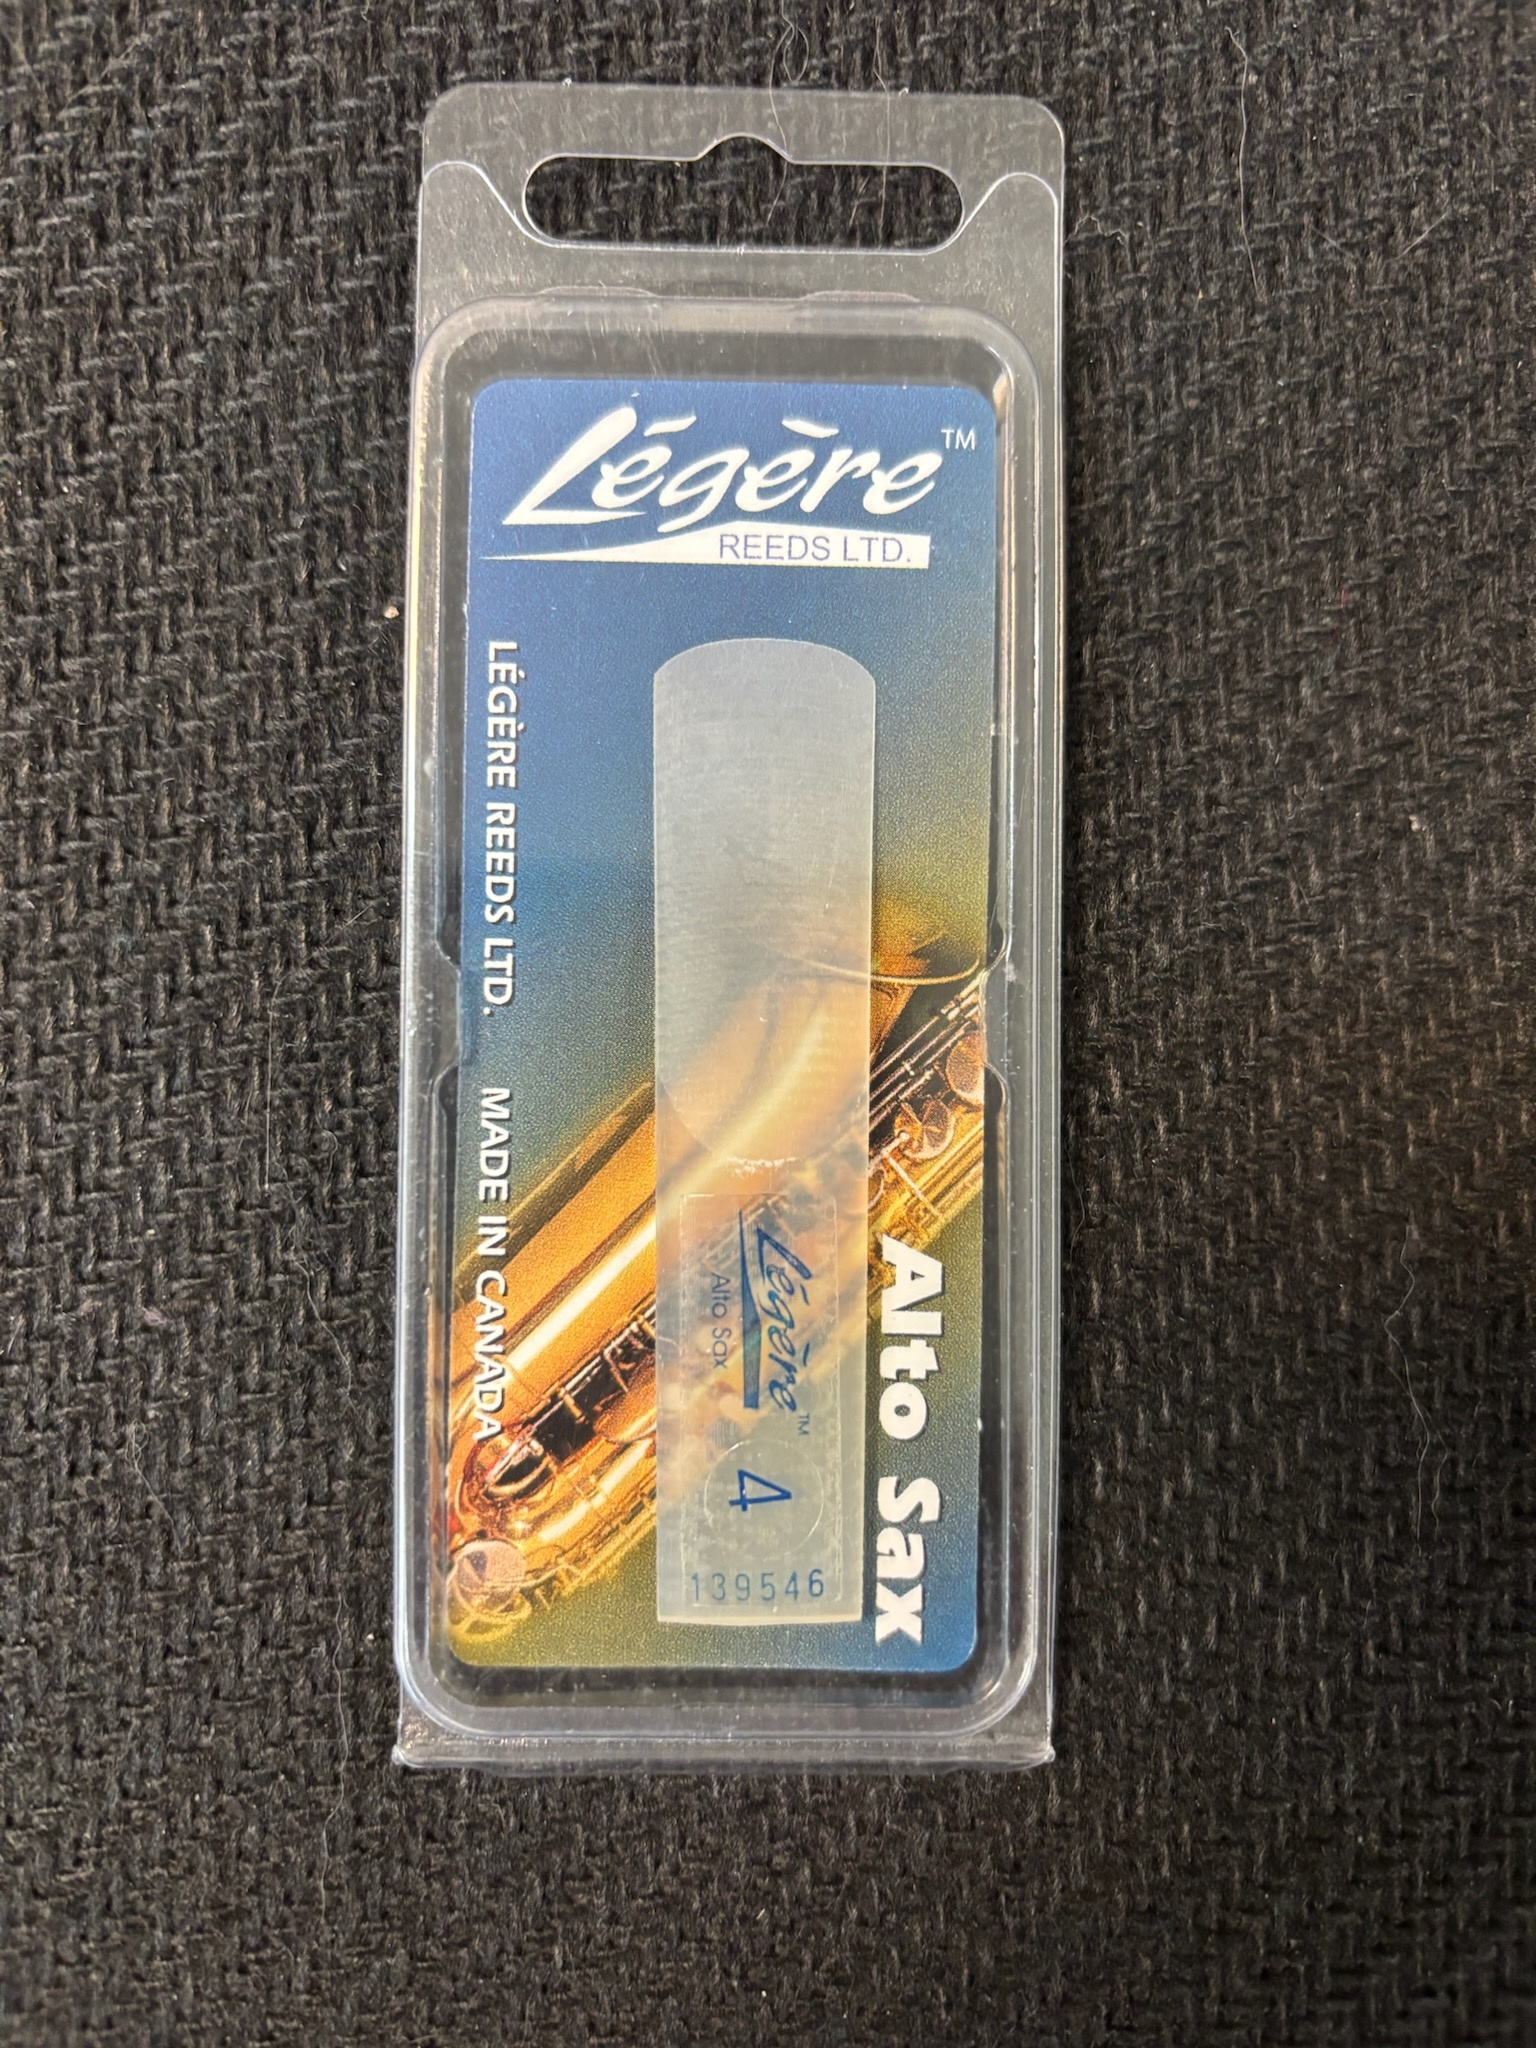 Légère™
REEDS LTD.
LÉGÈRE REEDS LTD. MADE IN CANADA
Alto Sax
Légère™
Alto Sax
4
139546